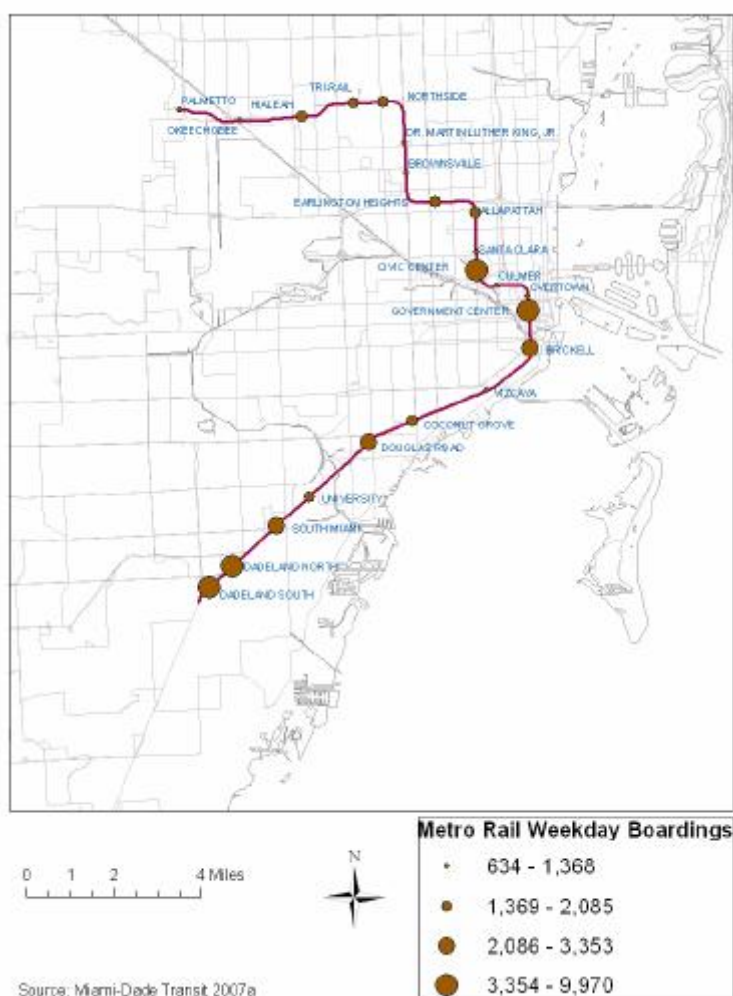 PALMETTO
HIALEAH
TRIRAIL
NORTHSIDE
OKEECHOBEE
DR. MARTIN LUTHER KING, JR.
BROWNSVILLE
EARLINGTON HEIGHTS
ALLAPATTAH
SANTA CLARA
CIVIC CENTER
CULMER
OVERTOWN
GOVERNMENT CENTER
BRICKELL
VIZCAYA
COCONUT GROVE
DOUGLAS ROAD
UNIVERSITY
SOUTH MIAMI
DADELAND NORTH
DADELAND SOUTH
Metro Rail Weekday Boardings
634 - 1,368
1,369 - 2,085
2,086 - 3,353
3,354 - 9,970
0 1 2 4 Miles
N
Source: Miami-Dade Transit 2007a